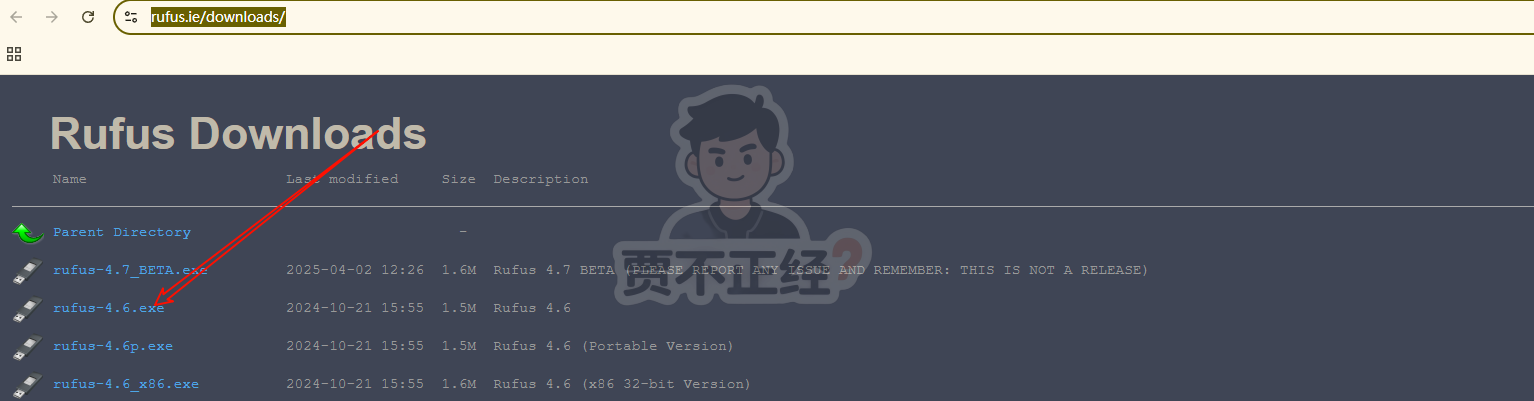 rufus.ie/downloads/
Rufus Downloads
Name Last modified Size Description
Parent Directory -
rufus-4.7_BETA.exe 2025-04-02 12:26 1.6M Rufus 4.7 BETA (PLEASE REPORT ANY ISSUE AND REMEMBER: THIS IS NOT A RELEASE)
rufus-4.6.exe 2024-10-21 15:55 1.5M Rufus 4.6
rufus-4.6p.exe 2024-10-21 15:55 1.5M Rufus 4.6 (Portable Version)
rufus-4.6_x86.exe 2024-10-21 15:55 1.6M Rufus 4.6 (x86 32-bit Version)
贾不正经?